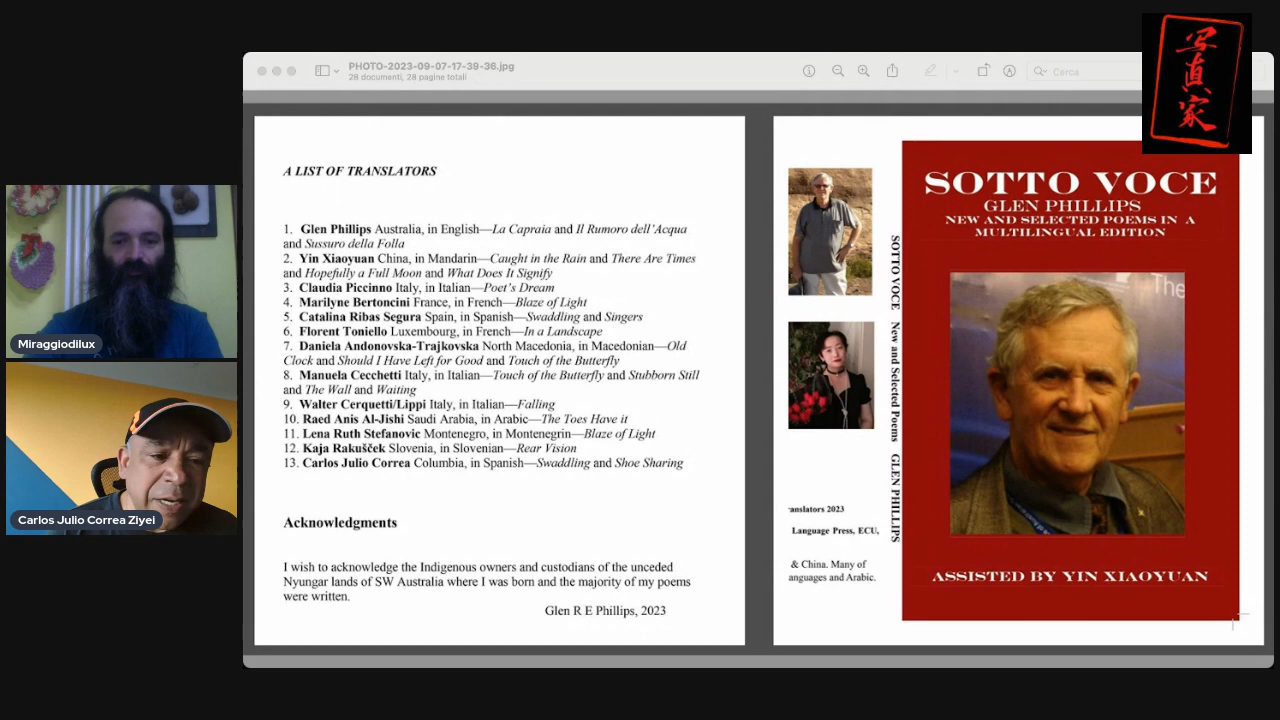 PHOTO-2023-09-07-17-39-36.jpg
28 documenti, 28 pagine totali
Cerca
写
真
家
A LIST OF TRANSLATORS
1. Glen Phillips Australia, in English—La Capraia and Il Rumoro dell'Acqua
and Sussuro della Folla
2. Yin Xiaoyuan China, in Mandarin—Caught in the Rain and There Are Times
and Hopefully a Full Moon and What Does It Signify
3. Claudia Piccinno Italy, in Italian—Poet's Dream
4. Marilyne Bertoncini France, in French—Blaze of Light
5. Catalina Ribas Segura Spain, in Spanish—Swaddling and Singers
6. Florent Toniello Luxembourg, in French—In a Landscape
7. Daniela Andonovska-Trajkovska North Macedonia, in Macedonian—Old
Clock and Should I Have Left for Good and Touch of the Butterfly
8. Manuela Cecchetti Italy, in Italian—Touch of the Butterfly and Stubborn Still
and The Wall and Waiting
9. Walter Cerquetti/Lippi Italy, in Italian—Falling
10. Raed Anis Al-Jishi Saudi Arabia, in Arabic—The Toes Have it
11. Lena Ruth Stefanovic Montenegro, in Montenegrin—Blaze of Light
12. Kaja Rakušček Slovenia, in Slovenian—Rear Vision
13. Carlos Julio Correa Columbia, in Spanish—Swaddling and Shoe Sharing
Acknowledgments
I wish to acknowledge the Indigenous owners and custodians of the unceded
Nyungar lands of SW Australia where I was born and the majority of my poems
were written.
Glen R E Phillips, 2023
anslators 2023
Language Press, ECU,
& China. Many of
anguages and Arabic.
SOTTO VOCE New and Selected Poems GLEN PHILLIPS
SOTTO VOCE
GLEN PHILLIPS
NEW AND SELECTED POEMS IN A
MULTILINGUAL EDITION
The
ASSISTED BY YIN XIAOYUAN
Miraggiodilux
Carlos Julio Correa Ziyel